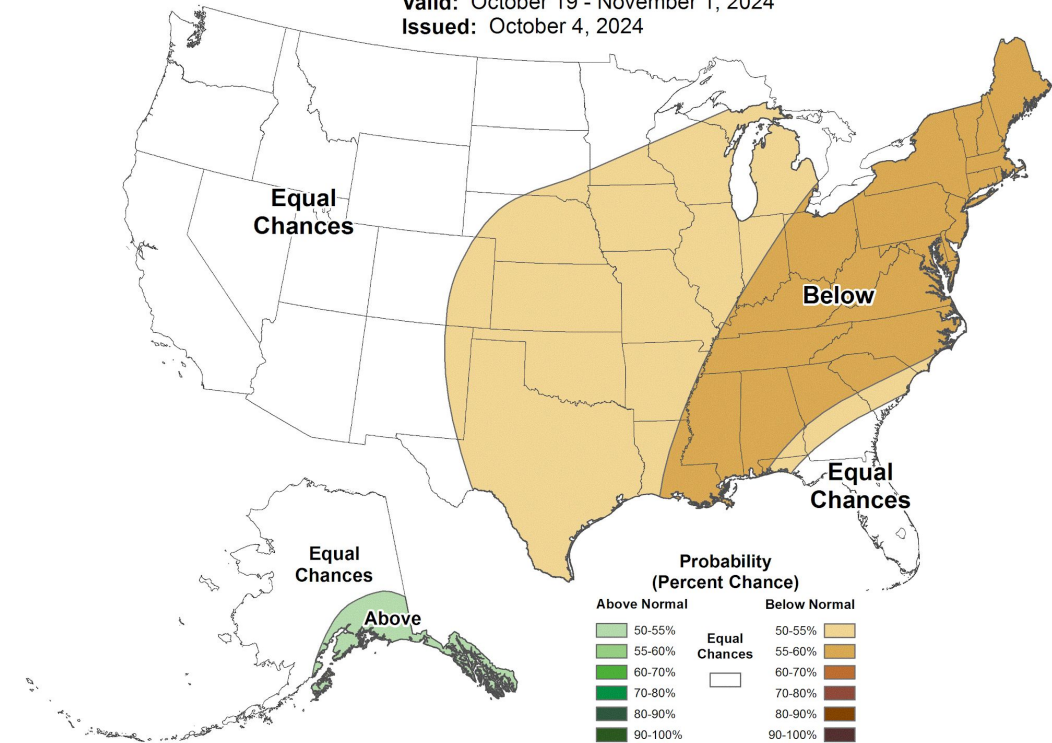 Valid: October 19 - November 1, 2024
Issued: October 4, 2024
Equal
Chances
Below
Equal
Chances
Equal
Chances
Above
Probability
(Percent Chance)
Above Normal
Below Normal
Equal
Chances
50-55%
55-60%
60-70%
70-80%
80-90%
90-100%
50-55%
55-60%
60-70%
70-80%
80-90%
90-100%